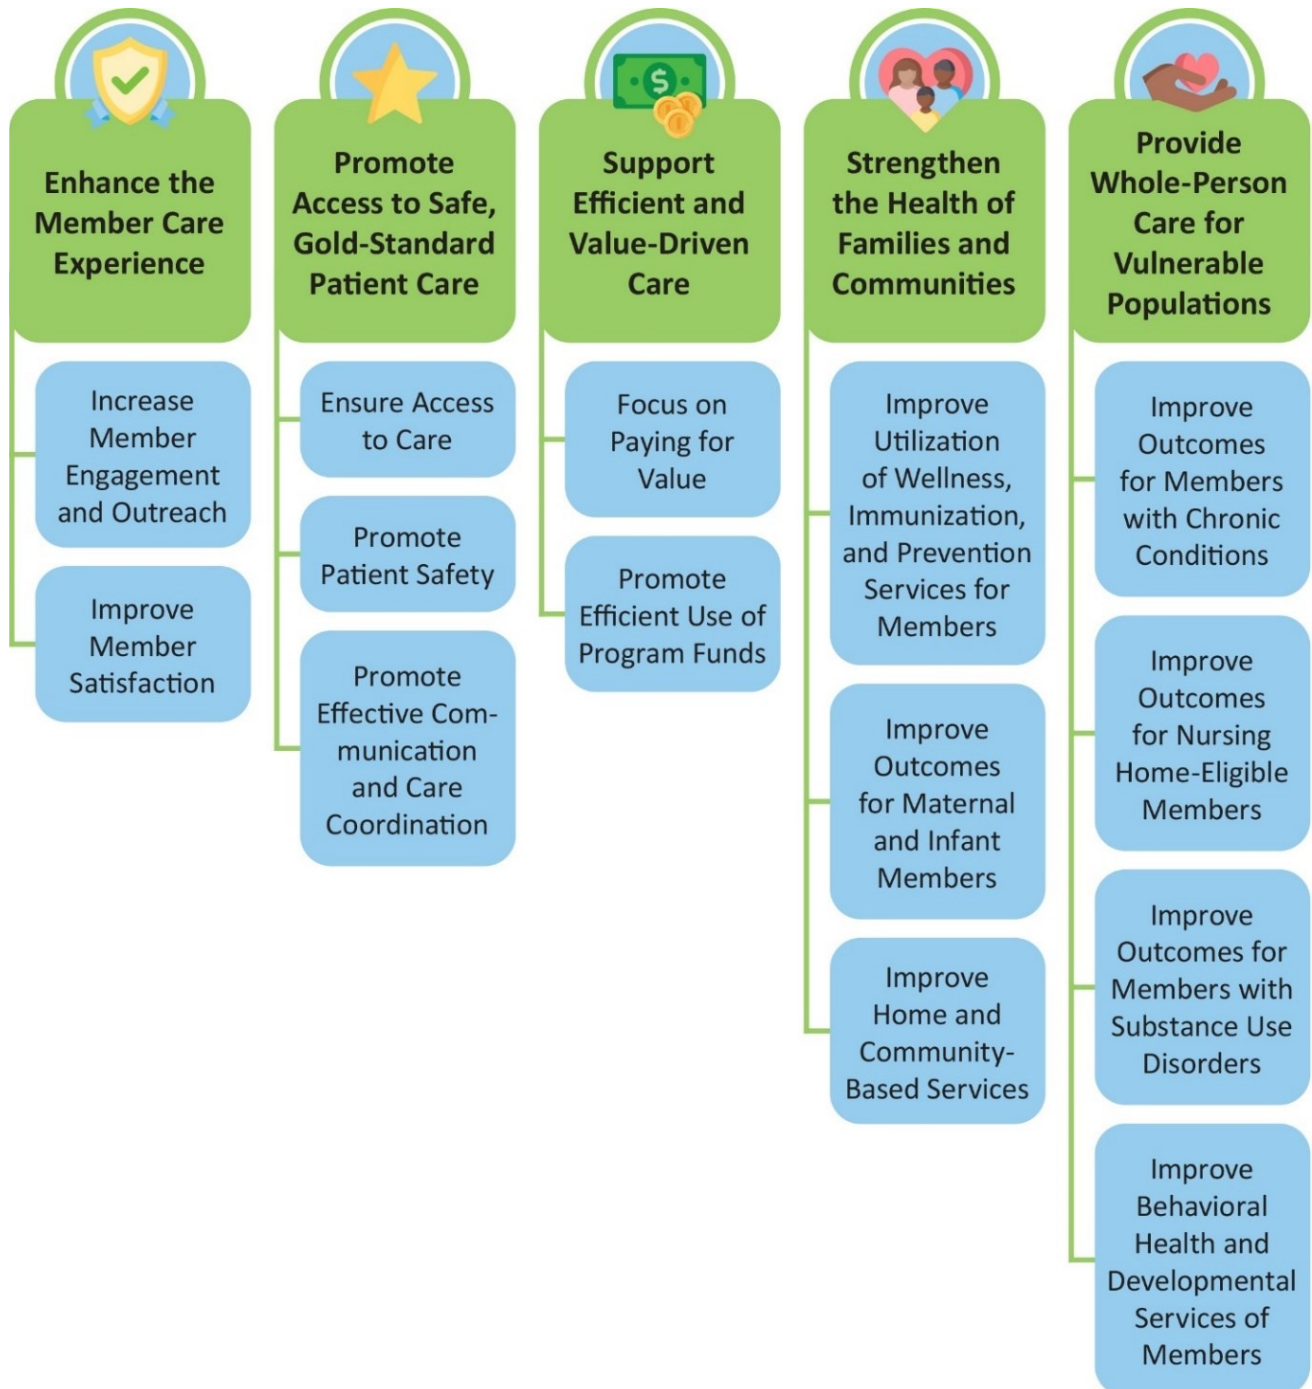 Enhance the
Member Care
Experience
Increase
Member
Engagement
and Outreach
Improve
Member
Satisfaction
Promote
Access to Safe,
Gold-Standard
Patient Care
Ensure Access
to Care
Promote
Patient Safety
Promote
Effective Com-
munication
and Care
Coordination
Support
Efficient and
Value-Driven
Care
Focus on
Paying for
Value
Promote
Efficient Use of
Program Funds
Strengthen
the Health of
Families and
Communities
Improve
Utilization
of Wellness,
Immunization,
and Prevention
Services for
Members
Improve
Outcomes
for Maternal
and Infant
Members
Improve
Home and
Community-
Based Services
Provide
Whole-Person
Care for
Vulnerable
Populations
Improve
Outcomes
for Members
with Chronic
Conditions
Improve
Outcomes
for Nursing
Home-Eligible
Members
Improve
Outcomes for
Members with
Substance Use
Disorders
Improve
Behavioral
Health and
Developmental
Services of
Members